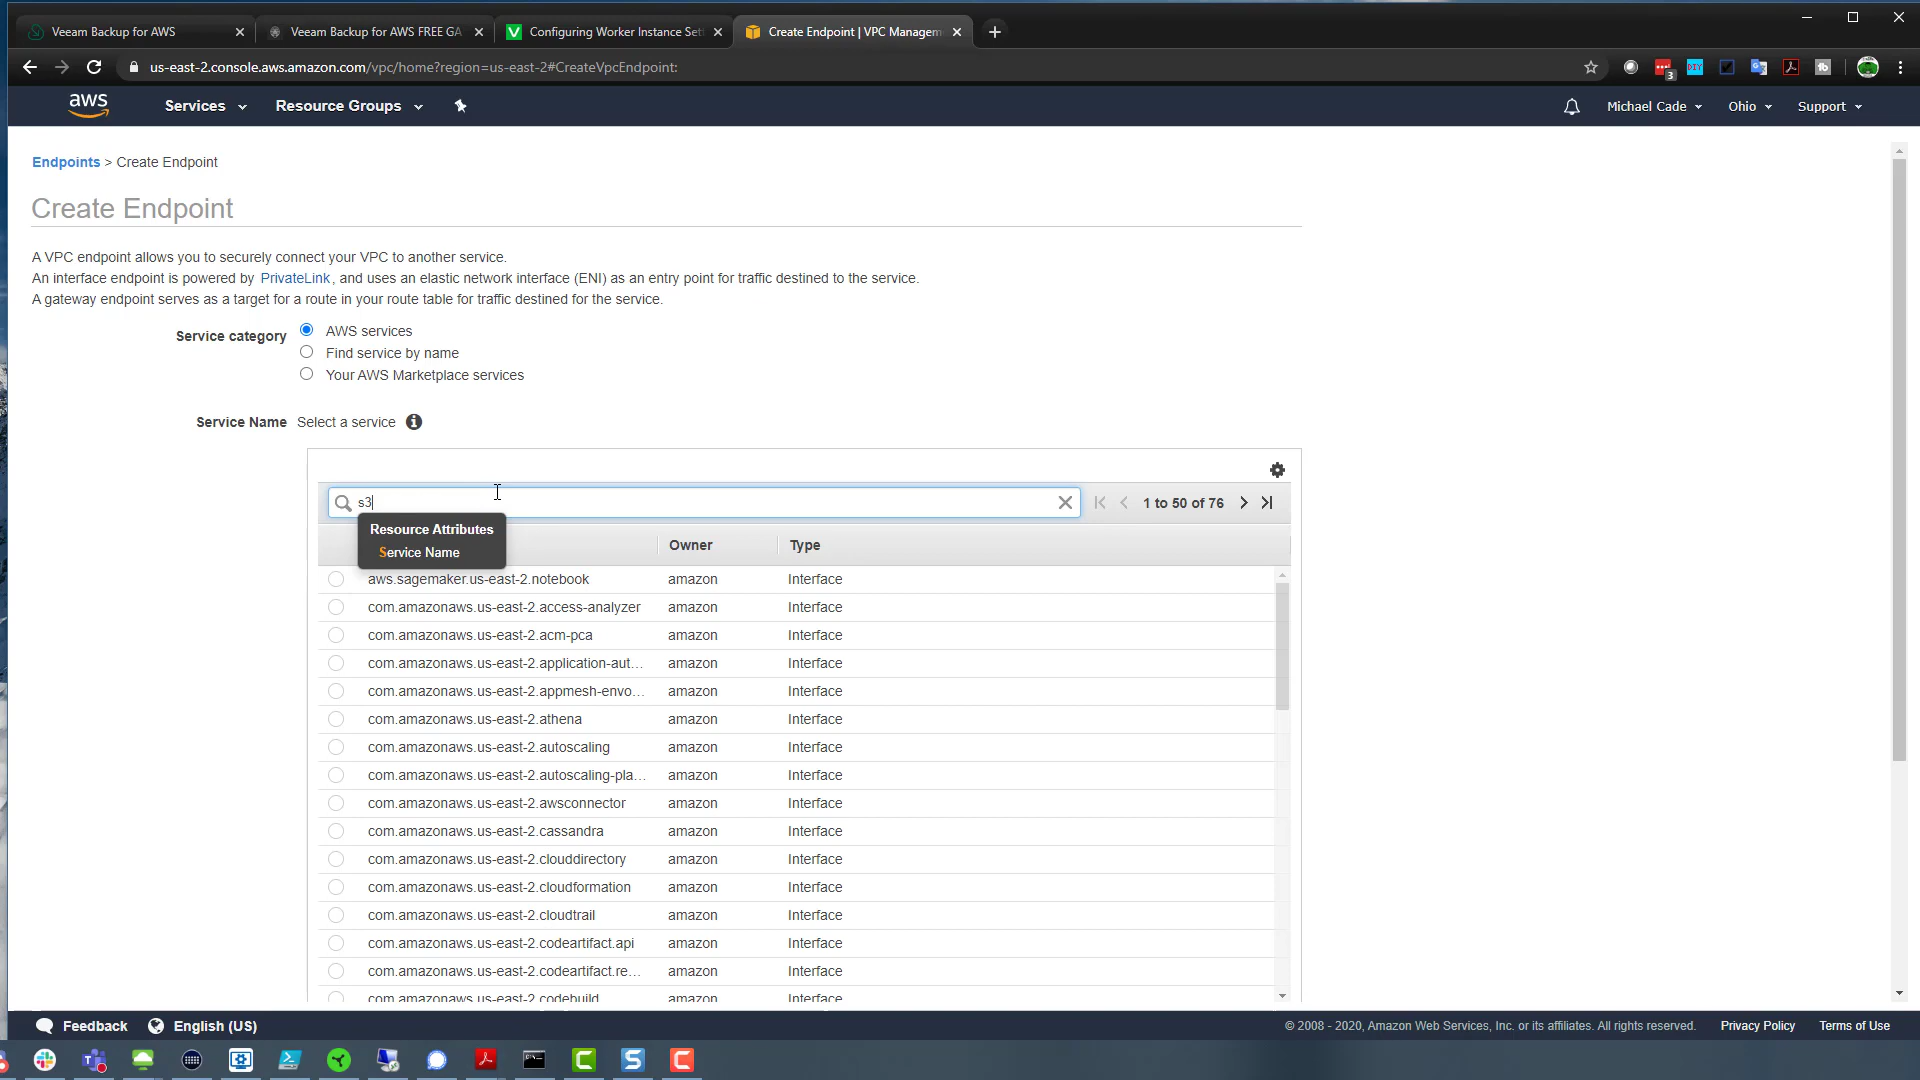 Veeam Backup for AWS
Veeam Backup for AWS FREE GA
Configuring Worker Instance Set
Create Endpoint | VPC Managem
us-east-2.console.aws.amazon.com/vpc/home?region=us-east-2#CreateVpcEndpoint:
3
DIY
aws
Services
Resource Groups
Michael Cade
Ohio
Support
Endpoints > Create Endpoint
Create Endpoint
A VPC endpoint allows you to securely connect your VPC to another service.
An interface endpoint is powered by PrivateLink, and uses an elastic network interface (ENI) as an entry point for traffic destined to the service.
A gateway endpoint serves as a target for a route in your route table for traffic destined for the service.
Service category
AWS services
Find service by name
Your AWS Marketplace services
Service Name Select a service
s3
1 to 50 of 76
Resource Attributes
Service Name
Owner Type
aws.sagemaker.us-east-2.notebook amazon Interface
com.amazonaws.us-east-2.access-analyzer amazon Interface
com.amazonaws.us-east-2.acm-pca amazon Interface
com.amazonaws.us-east-2.application-aut... amazon Interface
com.amazonaws.us-east-2.appmesh-envo... amazon Interface
com.amazonaws.us-east-2.athena amazon Interface
com.amazonaws.us-east-2.autoscaling amazon Interface
com.amazonaws.us-east-2.autoscaling-pla... amazon Interface
com.amazonaws.us-east-2.awsconnector amazon Interface
com.amazonaws.us-east-2.cassandra amazon Interface
com.amazonaws.us-east-2.clouddirectory amazon Interface
com.amazonaws.us-east-2.cloudformation amazon Interface
com.amazonaws.us-east-2.cloudtrail amazon Interface
com.amazonaws.us-east-2.codeartifact.api amazon Interface
com.amazonaws.us-east-2.codeartifact.re... amazon Interface
com.amazonaws.us-east-2.codebuild amazon Interface
Feedback
English (US)
© 2008 - 2020, Amazon Web Services, Inc. or its affiliates. All rights reserved.
Privacy Policy
Terms of Use